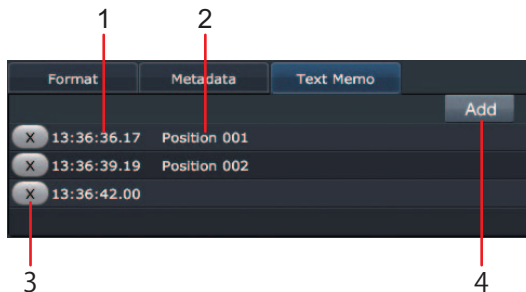 1 2
Format Metadata Text Memo
Add
X 13:36:36.17 Position 001
X 13:36:39.19 Position 002
X 13:36:42.00
3 4